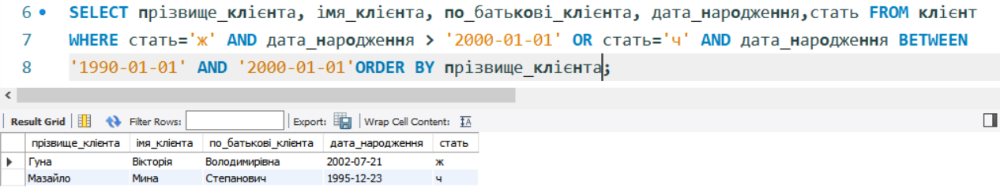 6 SELECT прізвище_клієнта, імя_клієнта, по_батькові_клієнта, дата_народження,стать FROM клієнт
7 WHERE стать='ж' AND дата_народження > '2000-01-01' OR стать='ч' AND дата_народження BETWEEN
8 '1990-01-01' AND '2000-01-01'ORDER BY прізвище_клієнта;
Result Grid Filter Rows: Export: Wrap Cell Content:
прізвище_клієнта імя_клієнта по_батькові_клієнта дата_народження стать
Гуна Вікторія Володимирівна 2002-07-21 ж
Мазайло Мина Степанович 1995-12-23 ч